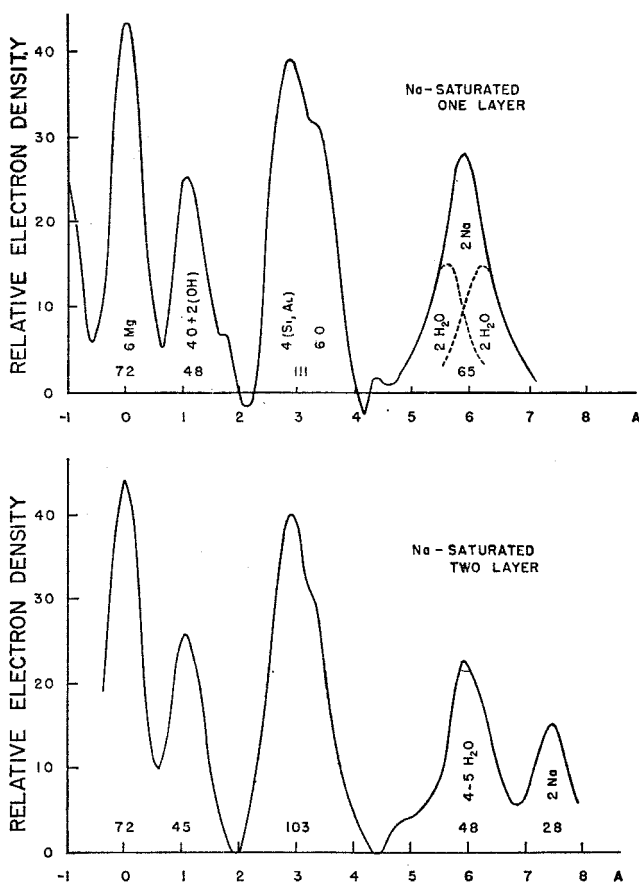 RELATIVE ELECTRON DENSITY
40
30
20
10
0
Na-SATURATED
ONE LAYER
6 Mg
4 O + 2 (OH)
4 (Si, AL)
6 O
2 H₂O
2 Na
2 H₂O
72
48
111
65
-1 0 1 2 3 4 5 6 7 8 A
RELATIVE ELECTRON DENSITY
40
30
20
10
0
Na-SATURATED
TWO LAYER
4-5 H₂O
2 Na
72
45
103
48
28
-1 0 1 2 3 4 5 6 7 8 A